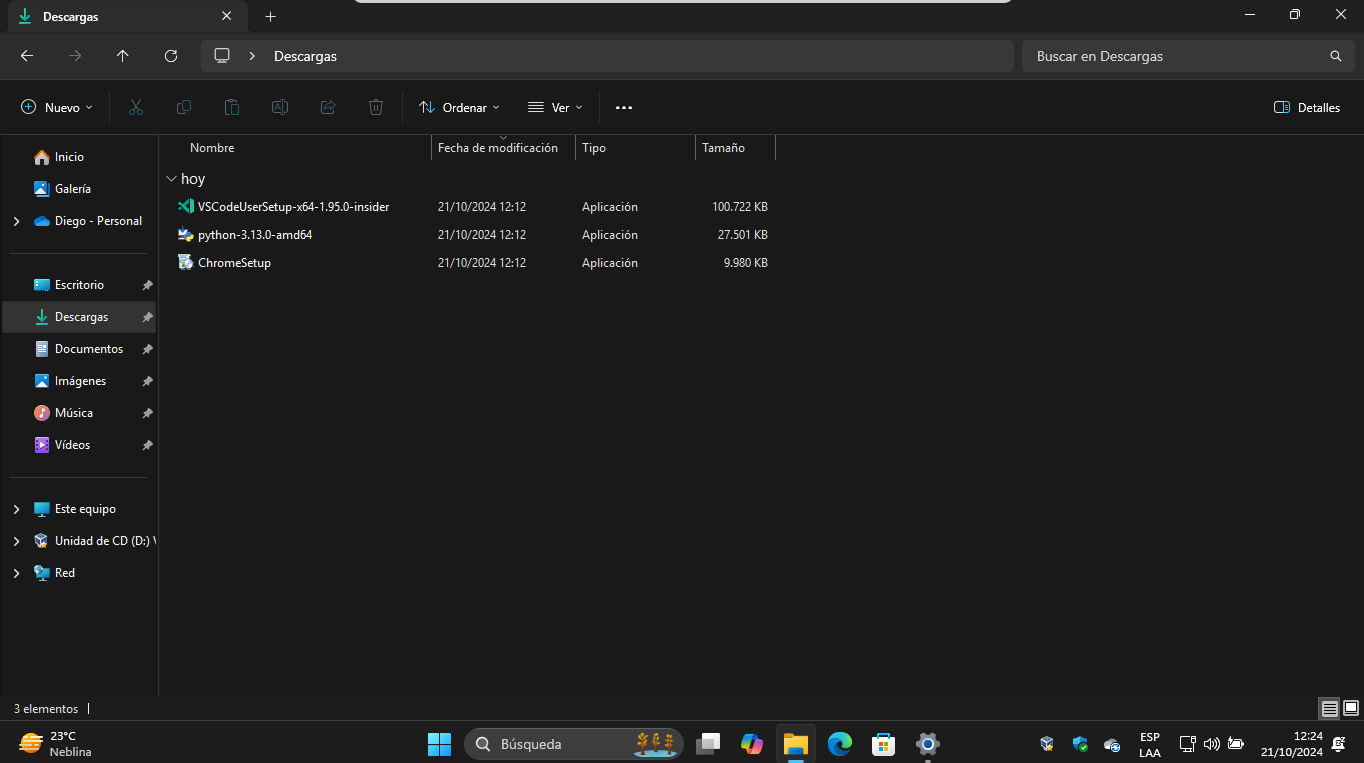 Descargas
Descargas
Buscar en Descargas
Nuevo
Ordenar
Ver
Detalles
Nombre
Fecha de modificación
Tipo
Tamaño
Inicio
Galería
Diego - Personal
Escritorio
Descargas
Documentos
Imágenes
Música
Vídeos
Este equipo
Unidad de CD (D:) V
Red
hoy
VSCodeUserSetup-x64-1.95.0-insider 21/10/2024 12:12 Aplicación 100.722 KB
python-3.13.0-amd64 21/10/2024 12:12 Aplicación 27.501 KB
ChromeSetup 21/10/2024 12:12 Aplicación 9.980 KB
3 elementos
23°C
Neblina
Búsqueda
ESP
LAA
12:24
21/10/2024